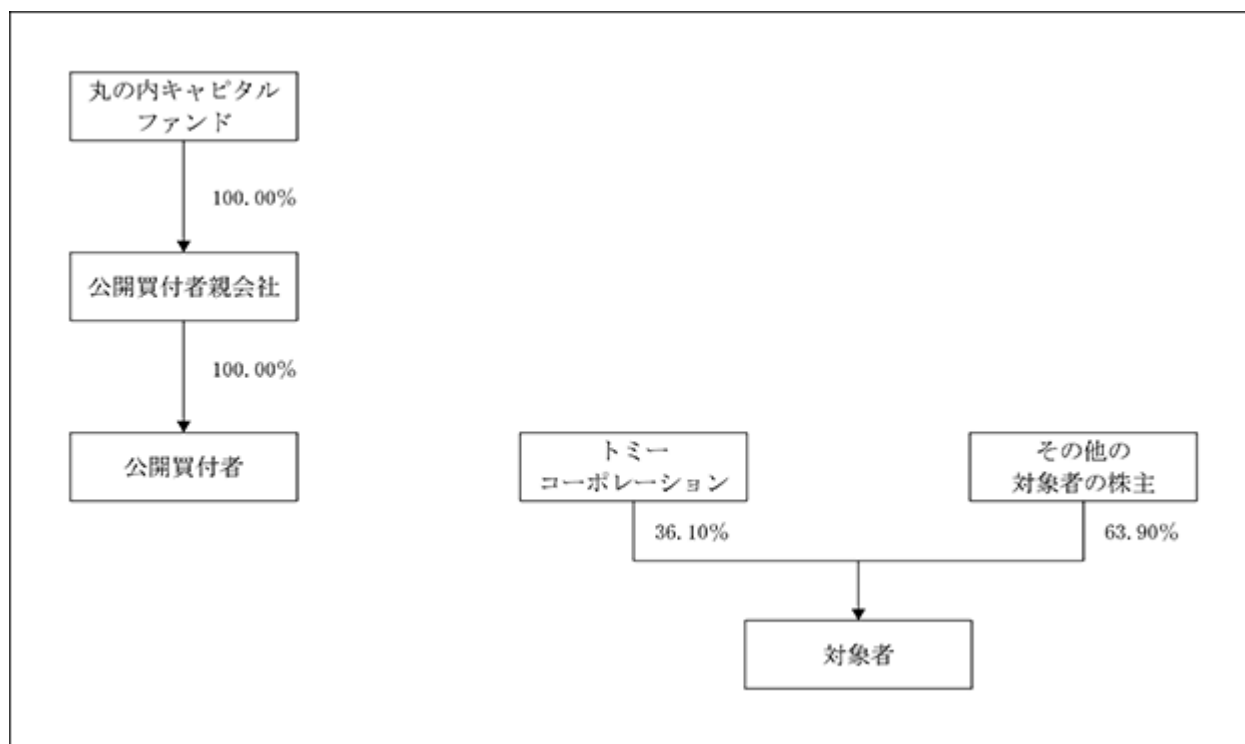 丸の内キャピタル
ファンド
100.00%
公開買付者親会社
100.00%
公開買付者
トミー
コーポレーション
36.10%
その他の
対象者の株主
63.90%
対象者